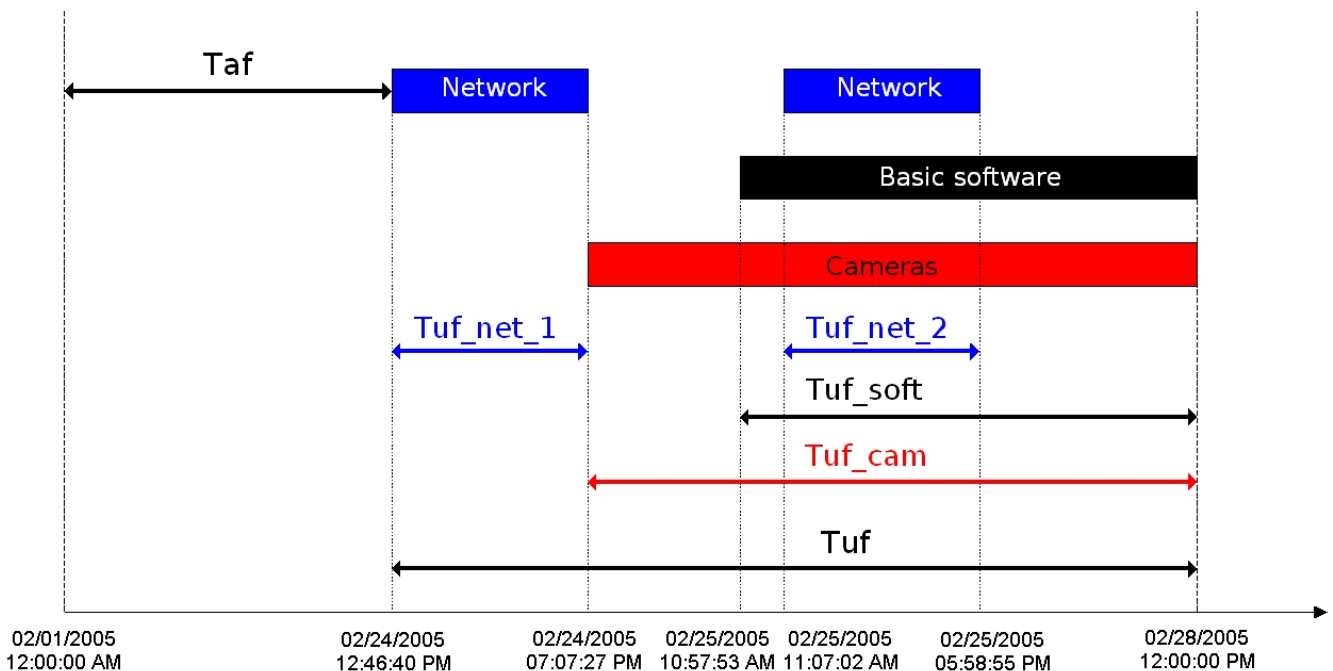 Taf
Network
Network
Basic software
Cameras
Tuf_net_1
Tuf_net_2
Tuf_soft
Tuf_cam
Tuf
02/01/2005
12:00:00 AM
02/24/2005
12:46:40 PM
02/24/2005
07:07:27 PM
02/25/2005
10:57:53 AM
02/25/2005
11:07:02 AM
02/25/2005
05:58:55 PM
02/28/2005
12:00:00 PM